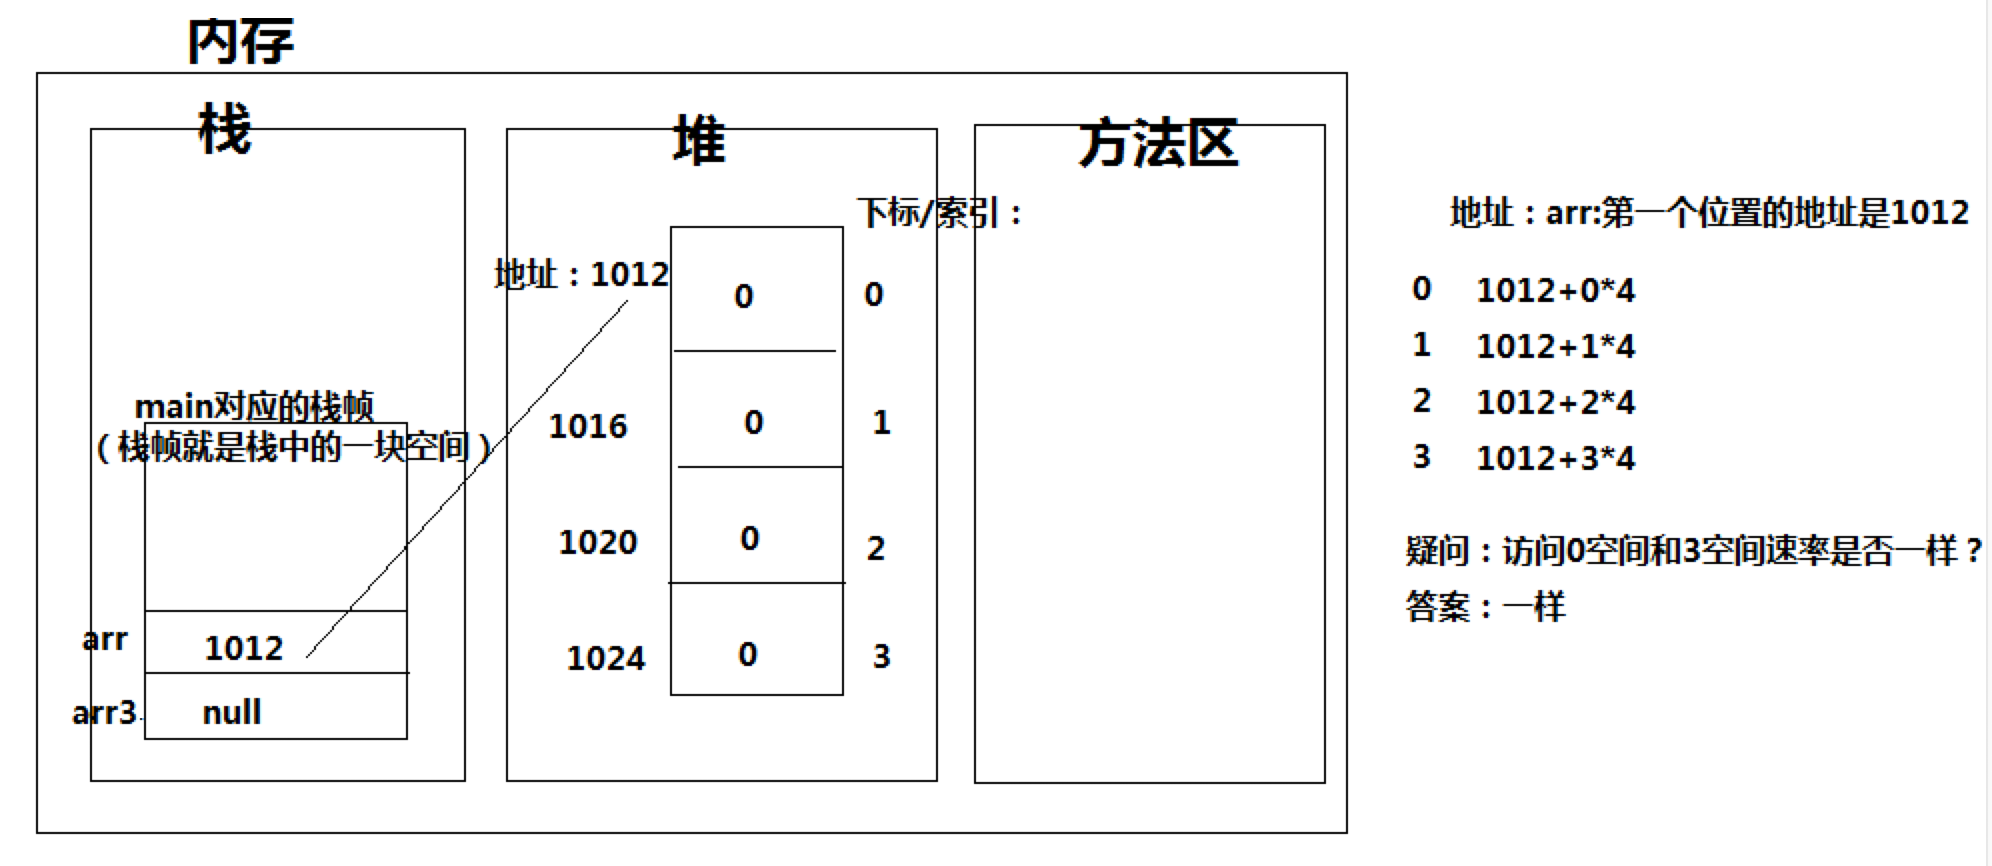 内存
栈
堆
方法区
main对应的栈帧
（栈帧就是栈中的一块空间）
arr
1012
arr3
null
下标/索引：
地址：1012
0
0
1016
0
1
1020
0
2
1024
0
3
地址：arr:第一个位置的地址是1012
0 1012+0*4
1 1012+1*4
2 1012+2*4
3 1012+3*4
疑问：访问0空间和3空间速率是否一样？
答案：一样